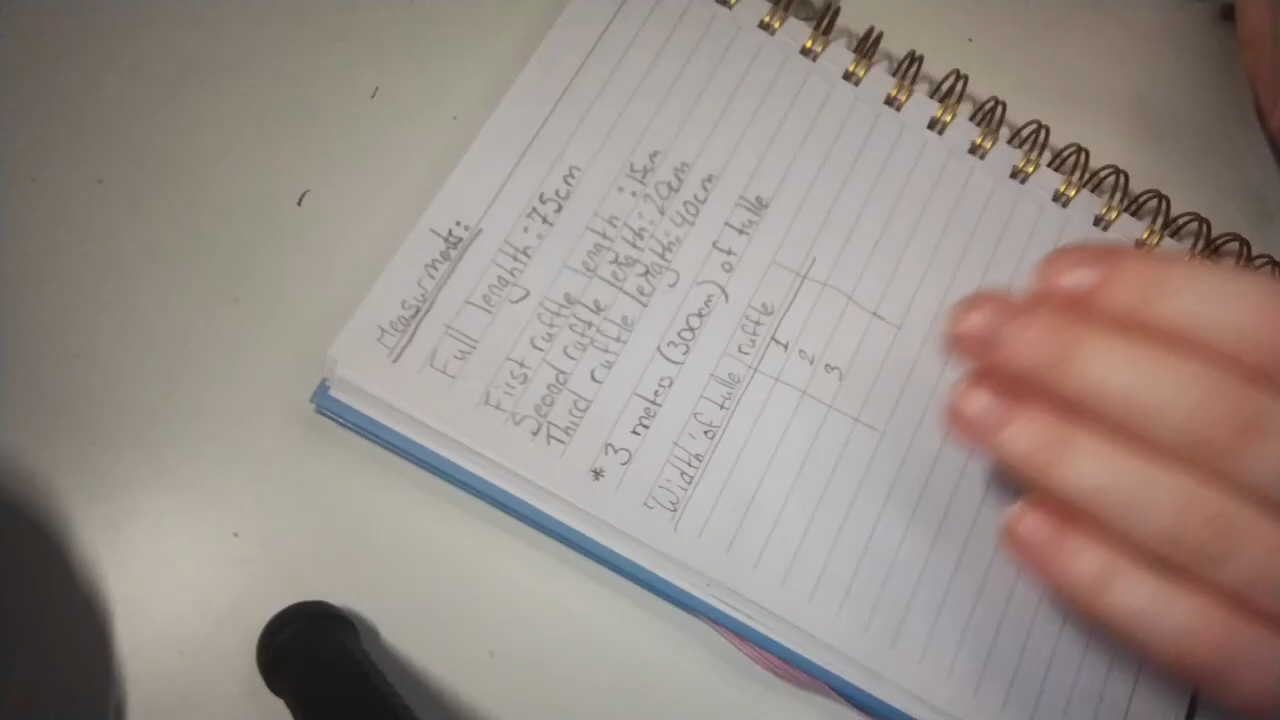 Measurments:
Full lenghth: 75cm
First ruffle length: 15cm
Second ruffle length: 20cm
Third ruffle length: 40cm
* 3 meters (300cm) of tulle
Width of tulle ruffle
1
2
3